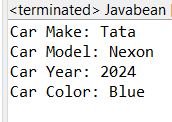 <terminated> Javabean
Car Make: Tata
Car Model: Nexon
Car Year: 2024
Car Color: Blue